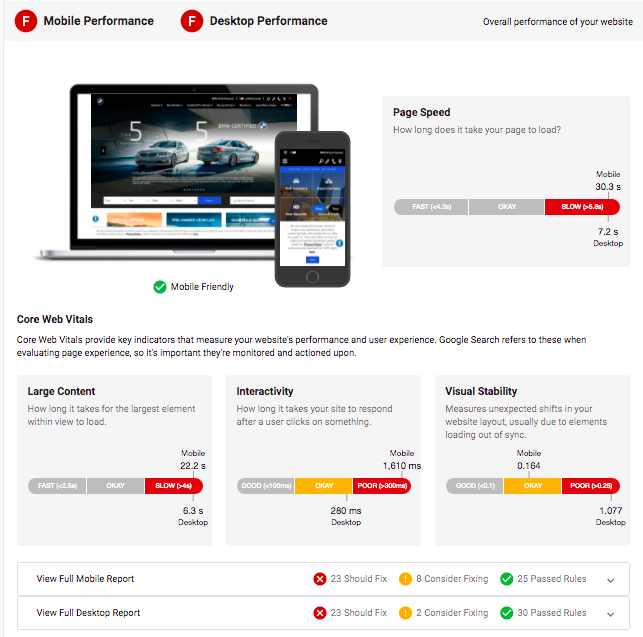 F Mobile Performance
F Desktop Performance
Overall performance of your website
BMW CERTIFIED
THE 5
5
PRE-OWNED VEHICLES
Mobile Friendly
Page Speed
How long does it take your page to load?
Mobile
30.3 s
FAST (<4.3s)
OKAY
SLOW (>5.8s)
7.2 s
Desktop
Core Web Vitals
Core Web Vitals provide key indicators that measure your website's performance and user experience. Google Search refers to these when
evaluating page experience, so it's important they're monitored and actioned upon.
Large Content
How long it takes for the largest element
within view to load.
Mobile
22.2 s
FAST (<2.5s)
OKAY
SLOW (>4s)
6.3 s
Desktop
Interactivity
How long it takes your site to respond
after a user clicks on something.
Mobile
1,610 ms
GOOD (<100ms)
OKAY
POOR (>300ms)
280 ms
Desktop
Visual Stability
Measures unexpected shifts in your
website layout, usually due to elements
loading out of sync.
Mobile
0.164
GOOD (<0.1)
OKAY
POOR (>0.25)
1.077
Desktop
View Full Mobile Report
23 Should Fix
8 Consider Fixing
25 Passed Rules
View Full Desktop Report
23 Should Fix
2 Consider Fixing
30 Passed Rules